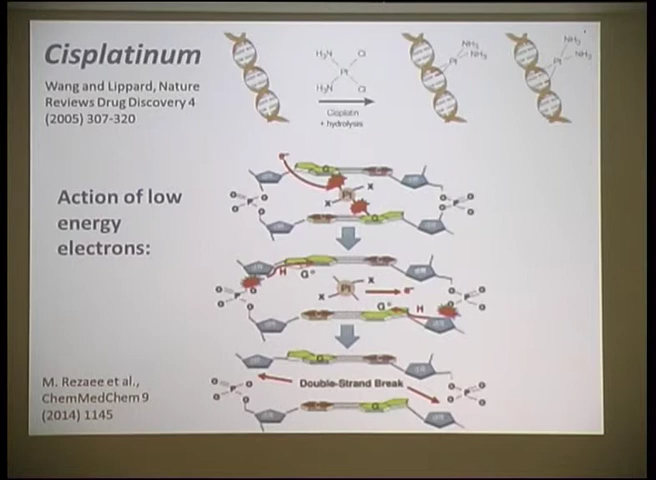 Cisplatinum
Wang and Lippard, Nature
Reviews Drug Discovery 4
(2005) 307-320
H₃N
Cl
Pt
H₃N
Cl
Cisplatin
+ hydrolysis
NH₃
Pt
NH₃
NH₃
Pt
NH₃
Action of low
energy
electrons:
e⁻
Pt
X
X
G
P
P
O
O
H
G•
X
Pt
X
e⁻
G•
H
P
P
M. Rezaee et al.,
ChemMedChem 9
(2014) 1145
Double-Strand Break
P
P
G
G